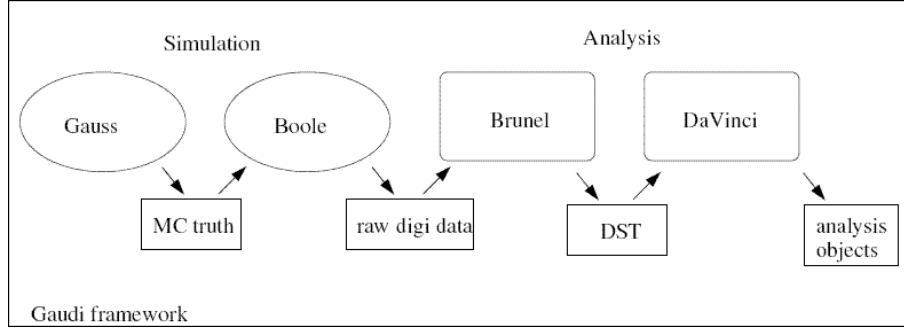 Simulation
Analysis
Gauss
Boole
Brunel
DaVinci
MC truth
raw digi data
DST
analysis
objects
Gaudi framework